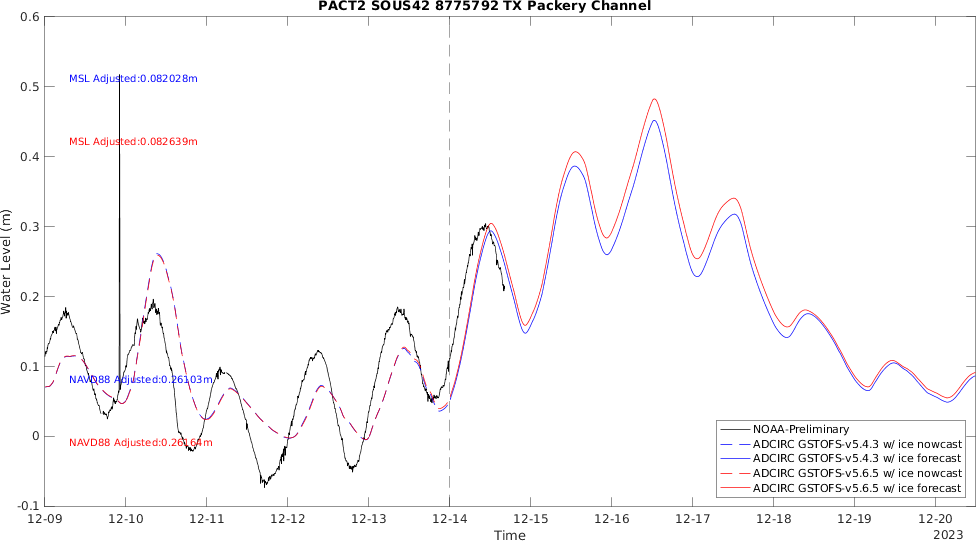 PACT2 SOUS42 8775792 TX Packery Channel
0.6
0.5
0.4
0.3
0.2
0.1
0
-0.1
Water Level (m)
MSL Adjusted:0.082028m
MSL Adjusted:0.082639m
NAVD88 Adjusted:0.26103m
NAVD88 Adjusted:0.26164m
NOAA-Preliminary
ADCIRC GSTOFS-v5.4.3 w/ ice nowcast
ADCIRC GSTOFS-v5.4.3 w/ ice forecast
ADCIRC GSTOFS-v5.6.5 w/ ice nowcast
ADCIRC GSTOFS-v5.6.5 w/ ice forecast
12-09 12-10 12-11 12-12 12-13 12-14 12-15 12-16 12-17 12-18 12-19 12-20
Time
2023